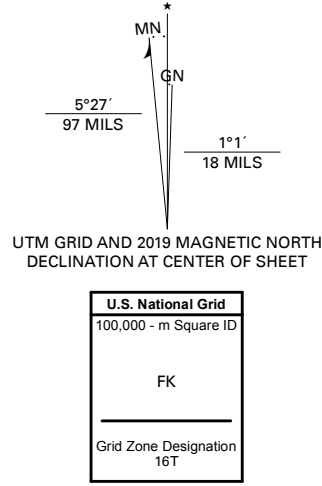 ★
MN
GN
5°27´
97 MILS
1°1´
18 MILS
UTM GRID AND 2019 MAGNETIC NORTH
DECLINATION AT CENTER OF SHEET
U.S. National Grid
100,000 - m Square ID
FK
Grid Zone Designation
16T